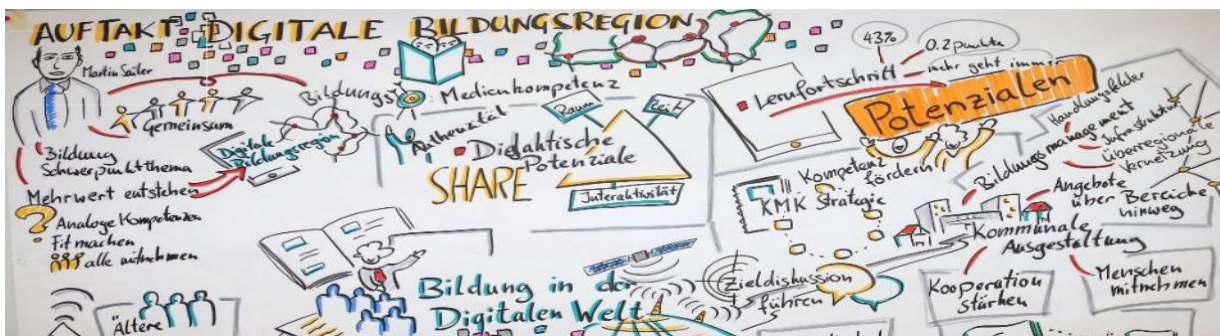 AUFTAKT DIGITALE BILDUNGSREGION
Martin Sailer
Gemeinsam
Bildung
Schwerpunktthema
Mehrwert entstehen
? Analoge Kompetenzen
Fit machen
alle mitnehmen
Ältere
Digitale
Bildungsregion
: Medienkompetenz
Didaktische
Potenziale
SHARE
Raum
Zeit
Interaktivität
Bildung in der
Digitalen Welt
43%
0.2 punkte
mehr geht immer
Lernfortschritt
Potenzialen
Kompetenz
fördern
KMK Strategie
Zieldiskussion
führen
Handlungsfelder
Bildungsmanagement
Infrastruktur
überregionale
Vernetzung
Angebote
über Bereiche
hinweg
Kommunale
Ausgestaltung
Kooperation
stärken
Menschen
mitnehmen